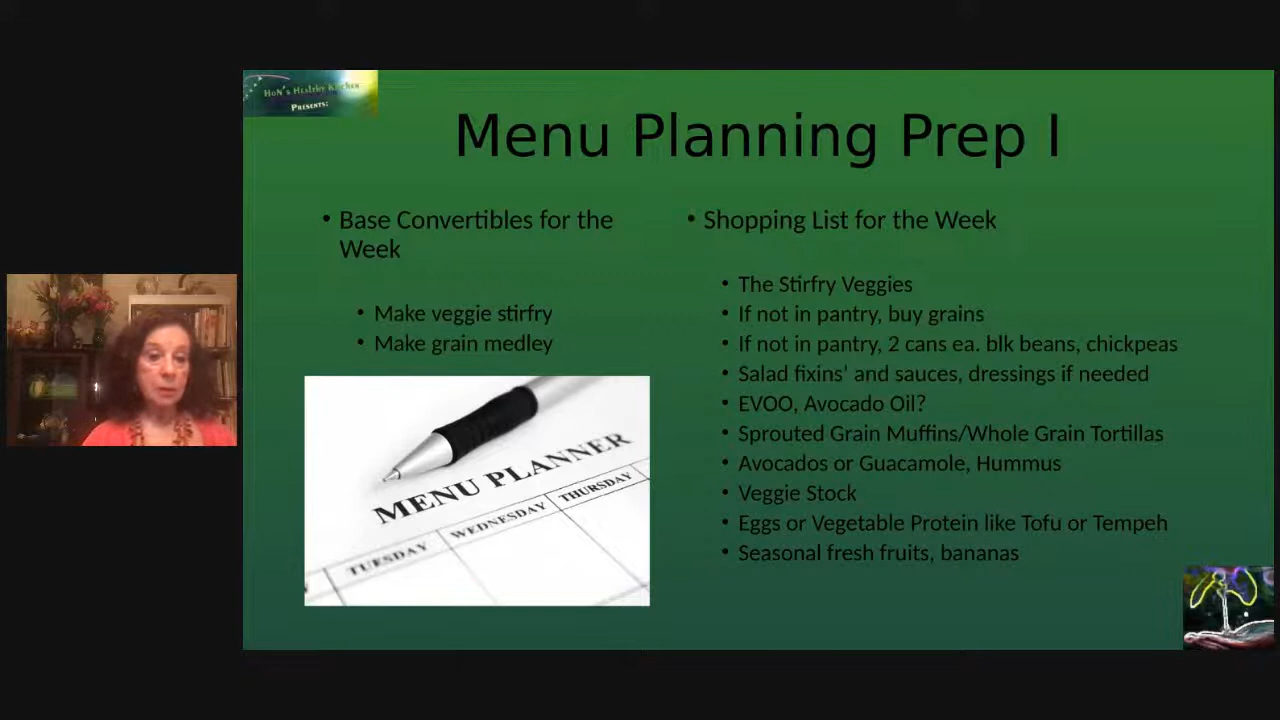 HoN's Healthy Kitchen
Presents:
Menu Planning Prep I
• Base Convertibles for the
Week
• Make veggie stirfry
• Make grain medley
MENU PLANNER
TUESDAY
WEDNESDAY
THURSDAY
• Shopping List for the Week
• The Stirfry Veggies
• If not in pantry, buy grains
• If not in pantry, 2 cans ea. blk beans, chickpeas
• Salad fixins' and sauces, dressings if needed
• EVOO, Avocado Oil?
• Sprouted Grain Muffins/Whole Grain Tortillas
• Avocados or Guacamole, Hummus
• Veggie Stock
• Eggs or Vegetable Protein like Tofu or Tempeh
• Seasonal fresh fruits, bananas